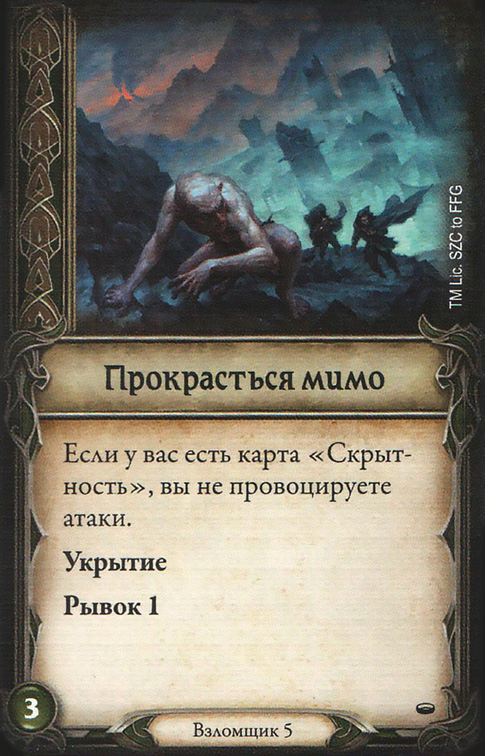 TM Lic. SZC to FFG
Прокрасться мимо
Если у вас есть карта «Скрыт-
ность», вы не провоцируете
атаки.
Укрытие
Рывок 1
3
Взломщик 5